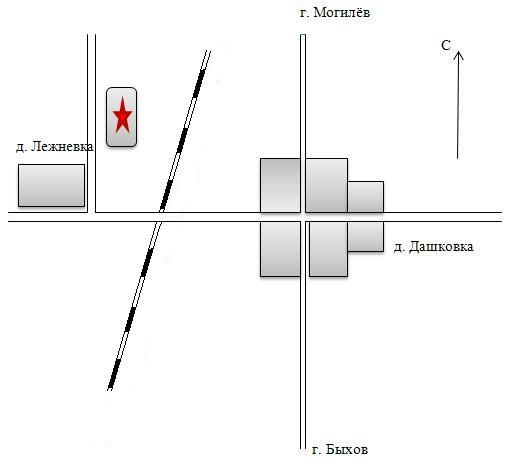 г. Могилёв
С
д. Лежневка
д. Дашковка
г. Быхов